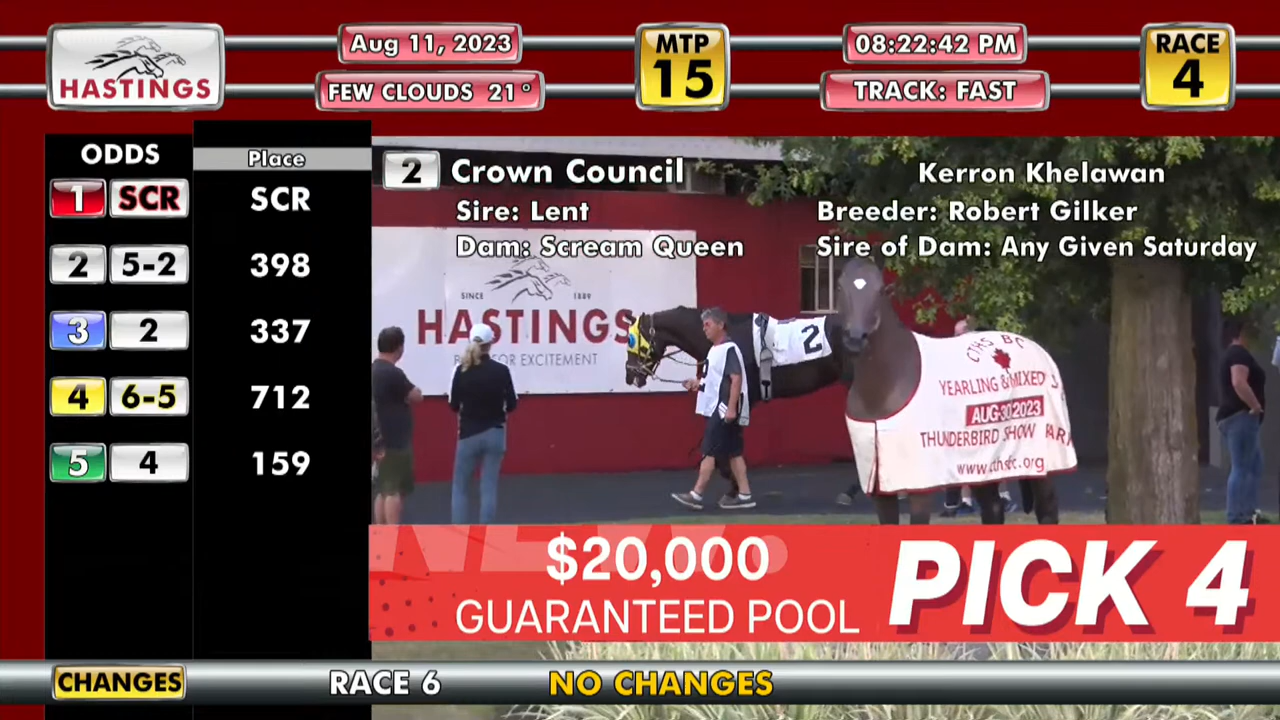 HASTINGS
Aug 11, 2023
FEW CLOUDS 21°
MTP
15
08:22:42 PM
TRACK: FAST
RACE
4
ODDS
Place
1 SCR SCR
2 5-2 398
3 2 337
4 6-5 712
5 4 159
2 Crown Council
Kerron Khelawan
Sire: Lent
Breeder: Robert Gilker
Dam: Scream Queen
Sire of Dam: Any Given Saturday
SINCE 1889
HASTINGS
FOR EXCITEMENT
2
CTHS BC
YEARLING & MIXED
AUG-30 2023
THUNDERBIRD SHOW PARK
www.cthsbc.org
NEW.
$20,000
GUARANTEED POOL
PICK 4
CHANGES
RACE 6
NO CHANGES